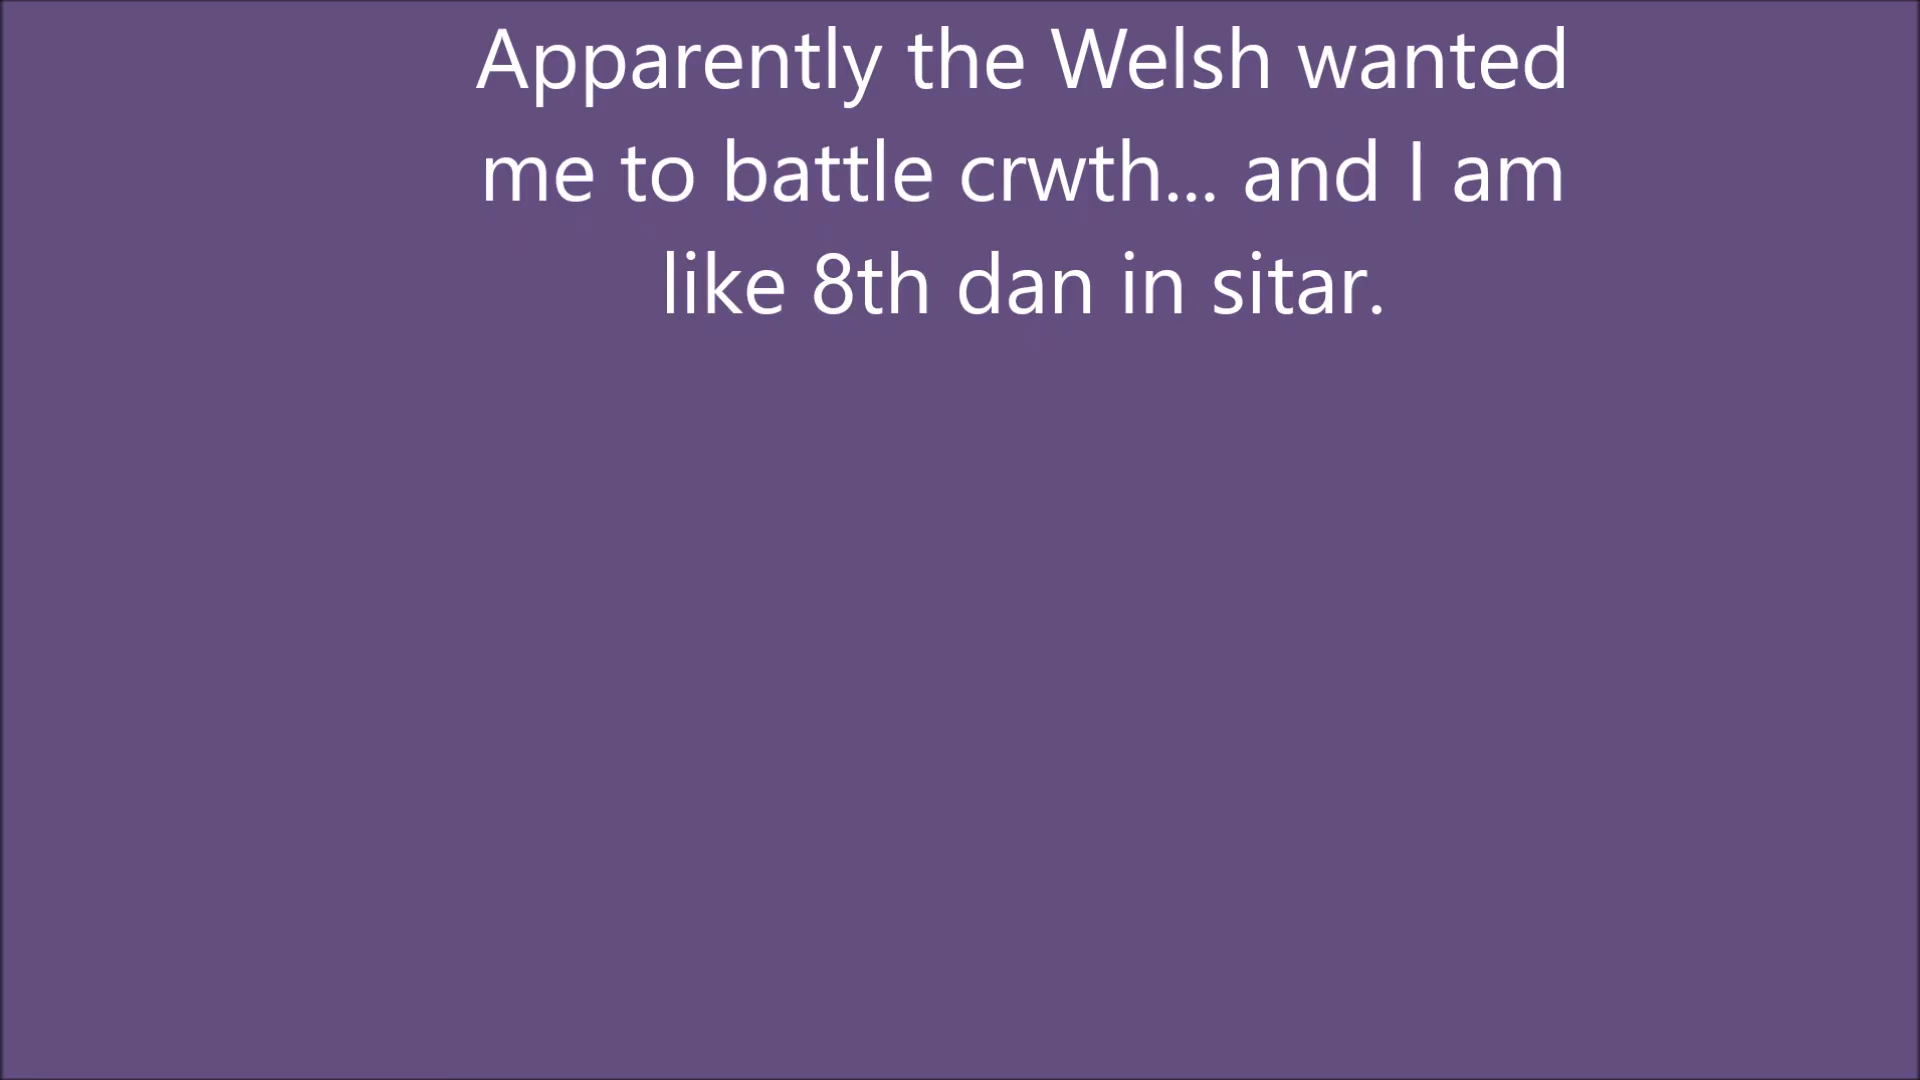 Apparently the Welsh wanted
me to battle crwth... and I am
like 8th dan in sitar.